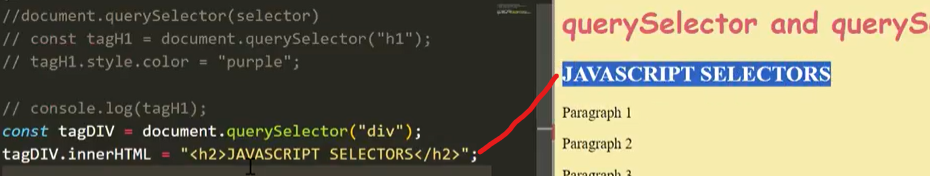 //document.querySelector(selector)
// const tagH1 = document.querySelector("h1");
// tagH1.style.color = "purple";
// console.log(tagH1);
const tagDIV = document.querySelector("div");
tagDIV.innerHTML = "<h2>JAVASCRIPT SELECTORS</h2>";
querySelector and queryS
JAVASCRIPT SELECTORS
Paragraph 1
Paragraph 2
Paragraph 3